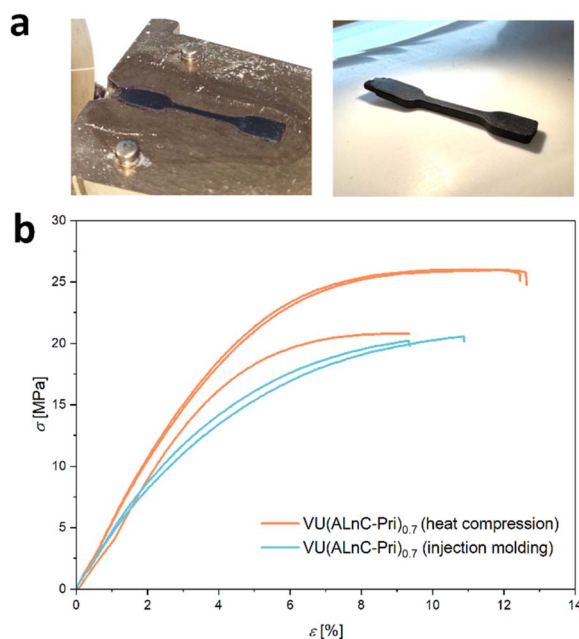 a
b
30
25
20
15
10
5
0
σ [MPa]
VU(ALnC-Pri)0.7 (heat compression)
VU(ALnC-Pri)0.7 (injection molding)
0 2 4 6 8 10 12 14
ε [%]